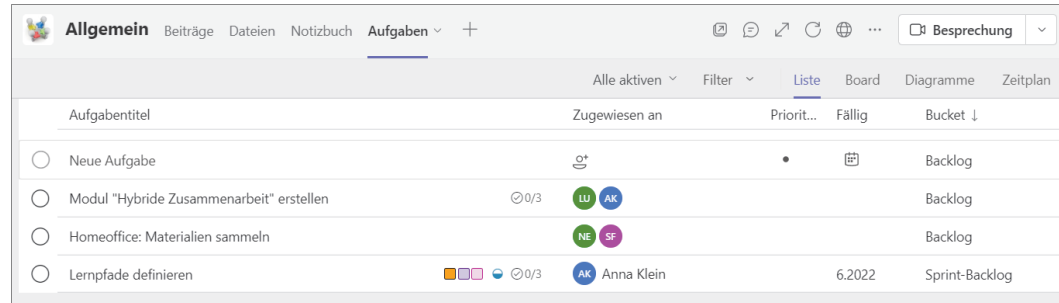 Allgemein Beiträge Dateien Notizbuch Aufgaben Besprechung
Alle aktiven Filter Liste Board Diagramme Zeitplan
Aufgabentitel Zugewiesen an Priorit... Fällig Bucket ↓
Neue Aufgabe Backlog
Modul "Hybride Zusammenarbeit" erstellen 0/3 LU AK Backlog
Homeoffice: Materialien sammeln NE SF Backlog
Lernpfade definieren 0/3 AK Anna Klein 6.2022 Sprint-Backlog